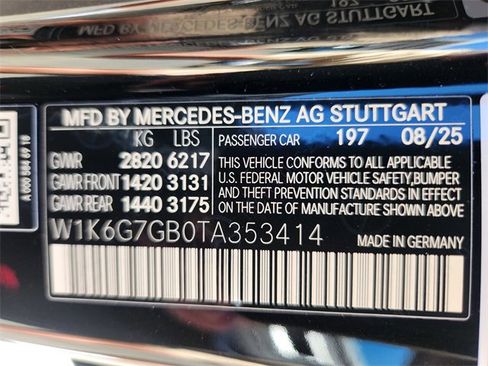 MFD BY MERCEDES-BENZ AG STUTTGART
KG LBS PASSENGER CAR 197 08/25
GVWR 2820 6217
GAWR FRONT 1420 3131
GAWR REAR 1440 3175
THIS VEHICLE CONFORMS TO ALL APPLICABLE
U.S. FEDERAL MOTOR VEHICLE SAFETY,BUMPER
AND THEFT PREVENTION STANDARDS IN EFFECT
ON THE DATE OF MANUFACTURE SHOWN ABOVE
W1K6G7GB0TA353414 MADE IN GERMANY